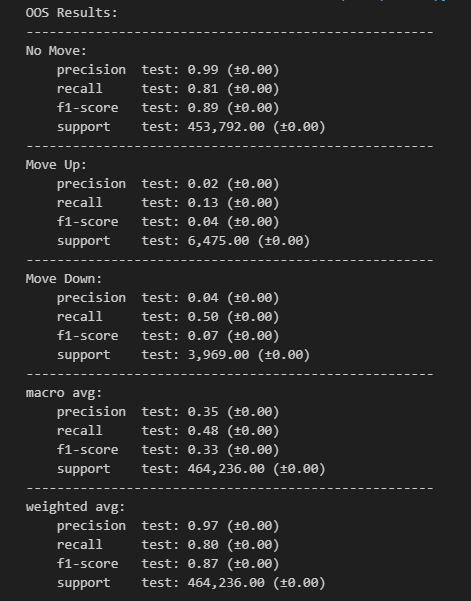 OOS Results:
-----------------------------------------------------
No Move:
precision test: 0.99 (±0.00)
recall test: 0.81 (±0.00)
f1-score test: 0.89 (±0.00)
support test: 453,792.00 (±0.00)
-----------------------------------------------------
Move Up:
precision test: 0.02 (±0.00)
recall test: 0.13 (±0.00)
f1-score test: 0.04 (±0.00)
support test: 6,475.00 (±0.00)
-----------------------------------------------------
Move Down:
precision test: 0.04 (±0.00)
recall test: 0.50 (±0.00)
f1-score test: 0.07 (±0.00)
support test: 3,969.00 (±0.00)
-----------------------------------------------------
macro avg:
precision test: 0.35 (±0.00)
recall test: 0.48 (±0.00)
f1-score test: 0.33 (±0.00)
support test: 464,236.00 (±0.00)
-----------------------------------------------------
weighted avg:
precision test: 0.97 (±0.00)
recall test: 0.80 (±0.00)
f1-score test: 0.87 (±0.00)
support test: 464,236.00 (±0.00)